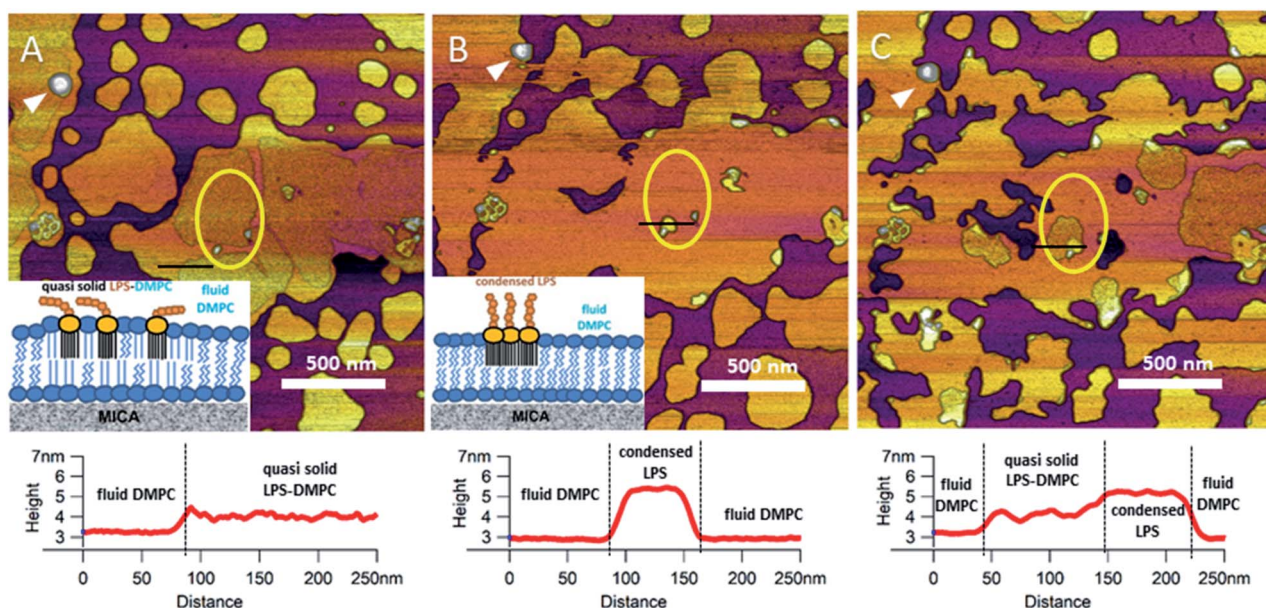 A
quasi solid LPS-DMPC
fluid
DMPC
MICA
500 nm
B
condensed LPS
fluid
DMPC
MICA
500 nm
C
500 nm
7nm
6
5
4
3
Height
fluid DMPC
quasi solid
LPS-DMPC
0
50
100
150
200
250nm
Distance
7nm
6
5
4
3
Height
fluid DMPC
condensed
LPS
fluid DMPC
0
50
100
150
200
250nm
Distance
7nm
6
5
4
3
Height
fluid
DMPC
quasi solid
LPS-DMPC
condensed
LPS
fluid
DMPC
0
50
100
150
200
250nm
Distance